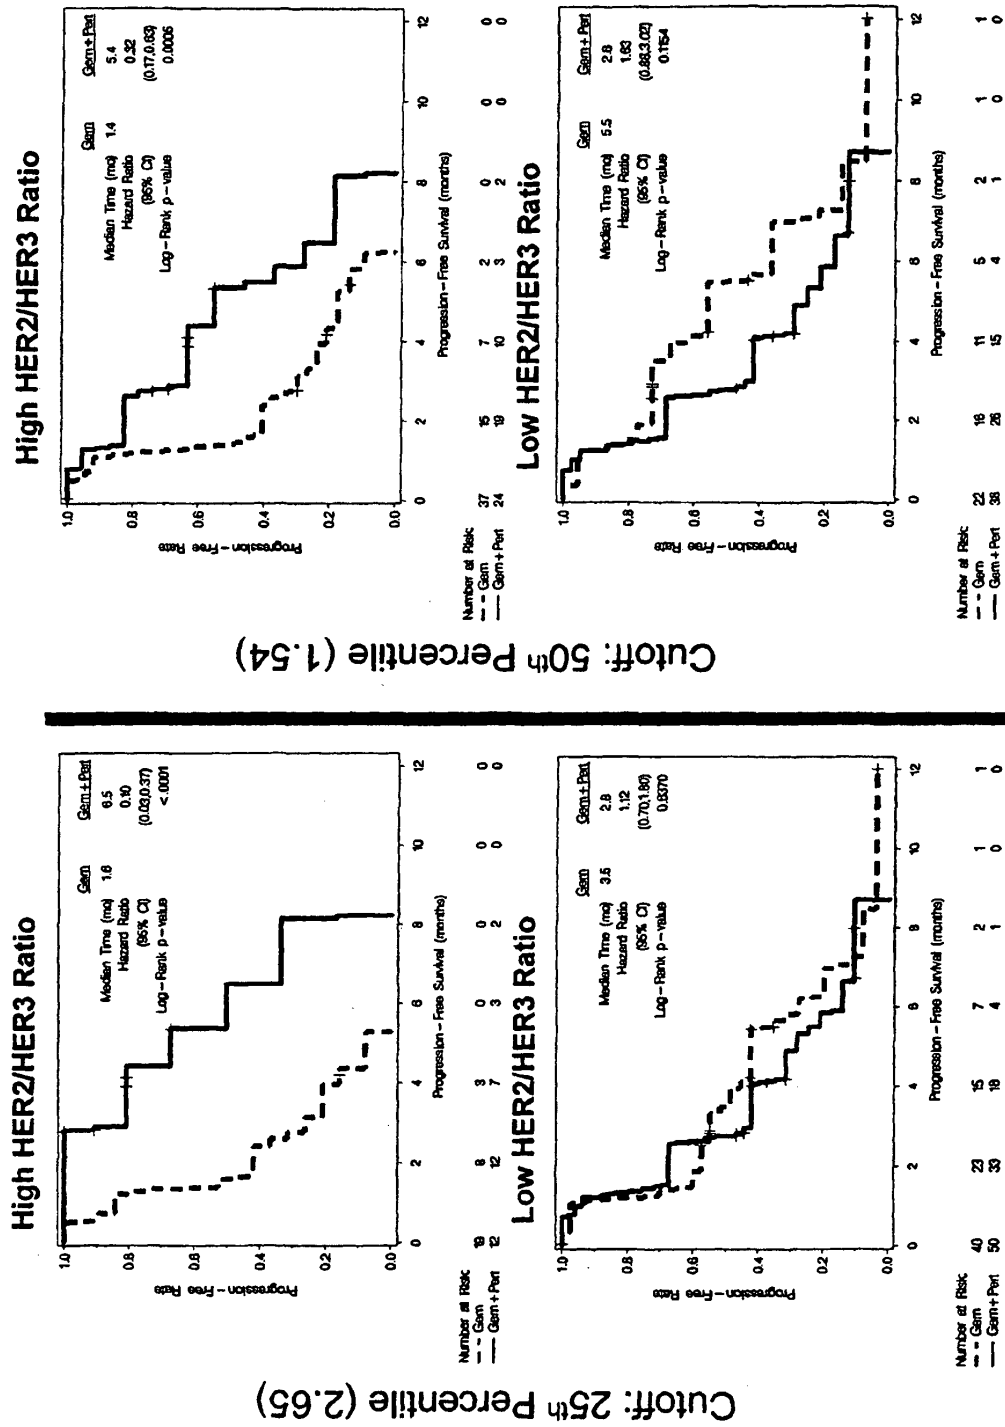 High HER2/HER3 Ratio
Progression-Free Rate
1.0
0.8
0.6
0.4
0.2
0.0
Gem Gem+Pert
Median Time (mo) 1.4 5.4
Hazard Ratio 0.32
(95% CI) (0.17,0.63)
Log-Rank p-value 0.0006
0 2 4 6 8 10 12
Progression-Free Survival (months)
Number at Risk:
Gem 37 15 7 2 0 0 0
Gem+Pert 24 19 10 3 2 0 0
Low HER2/HER3 Ratio
Progression-Free Rate
1.0
0.8
0.6
0.4
0.2
0.0
Gem Gem+Pert
Median Time (mo) 5.5 2.8
Hazard Ratio 1.63
(95% CI) (0.88,3.02)
Log-Rank p-value 0.1154
0 2 4 6 8 10 12
Progression-Free Survival (months)
Number at Risk:
Gem 22 16 11 5 2 1 1
Gem+Pert 38 26 15 4 1 0 0
Cutoff: 50th Percentile (1.54)
High HER2/HER3 Ratio
Progression-Free Rate
1.0
0.8
0.6
0.4
0.2
0.0
Gem Gem+Pert
Median Time (mo) 1.6 6.5
Hazard Ratio 0.10
(95% CI) (0.03,0.37)
Log-Rank p-value <.0001
0 2 4 6 8 10 12
Progression-Free Survival (months)
Number at Risk:
Gem 19 8 3 0 0 0 0
Gem+Pert 12 12 7 3 2 0 0
Low HER2/HER3 Ratio
Progression-Free Rate
1.0
0.8
0.6
0.4
0.2
0.0
Gem Gem+Pert
Median Time (mo) 3.5 2.8
Hazard Ratio 1.12
(95% CI) (0.70,1.80)
Log-Rank p-value 0.6370
0 2 4 6 8 10 12
Progression-Free Survival (months)
Number at Risk:
Gem 40 23 15 7 2 1 1
Gem+Pert 50 33 18 4 1 0 0
Cutoff: 25th Percentile (2.65)